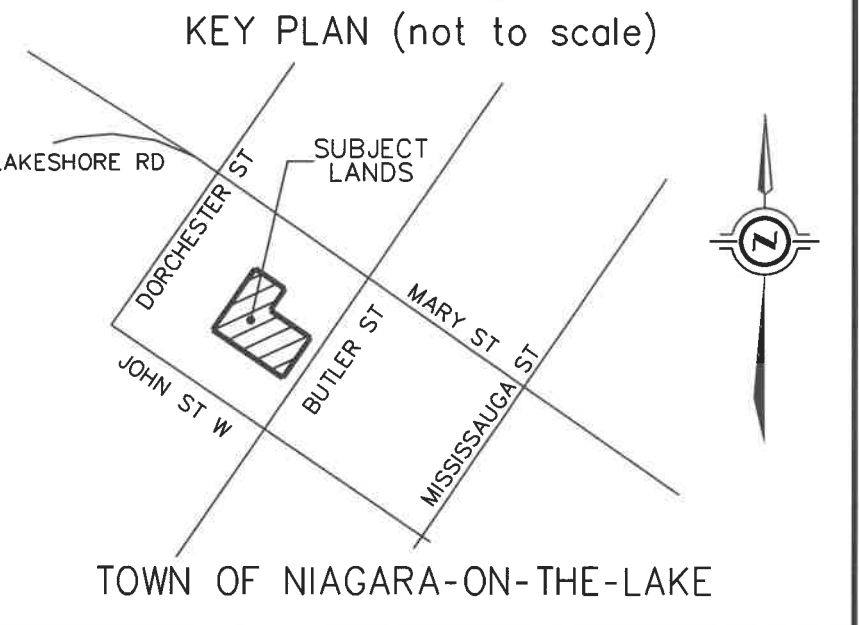 KEY PLAN (not to scale)
LAKESHORE RD
DORCHESTER ST
SUBJECT
LANDS
MARY ST
BUTLER ST
JOHN ST W
MISSISSAUGA ST
N
TOWN OF NIAGARA-ON-THE-LAKE